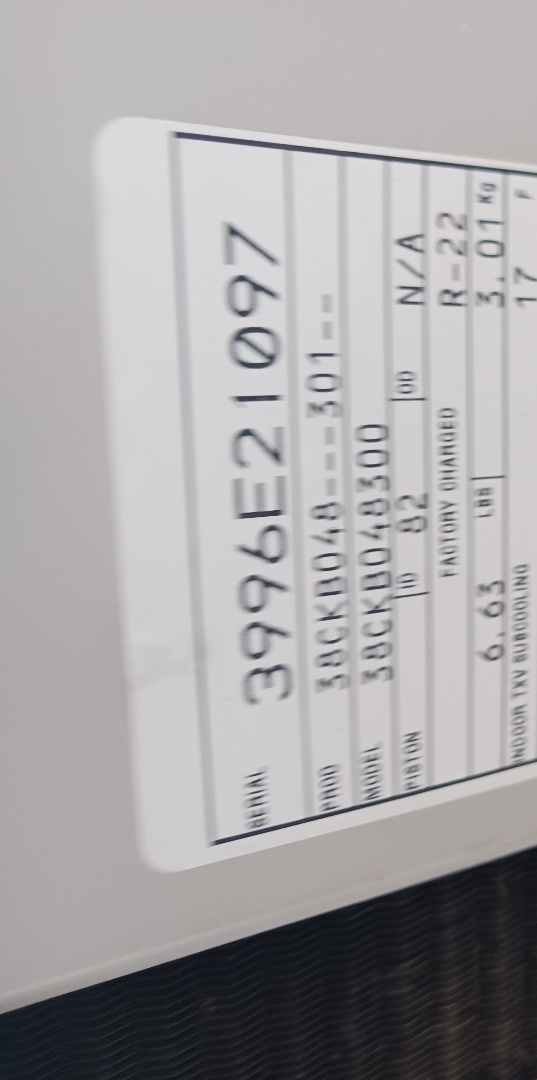 SERIAL 3996E21097
PROD 38CKB048---301--
MODEL 38CKB048300
PISTON ID 82 OD N/A
FACTORY CHARGED R-22
6.63 LBS 3.01 Kg
INDOOR TXV SUBCOOLING 17 F